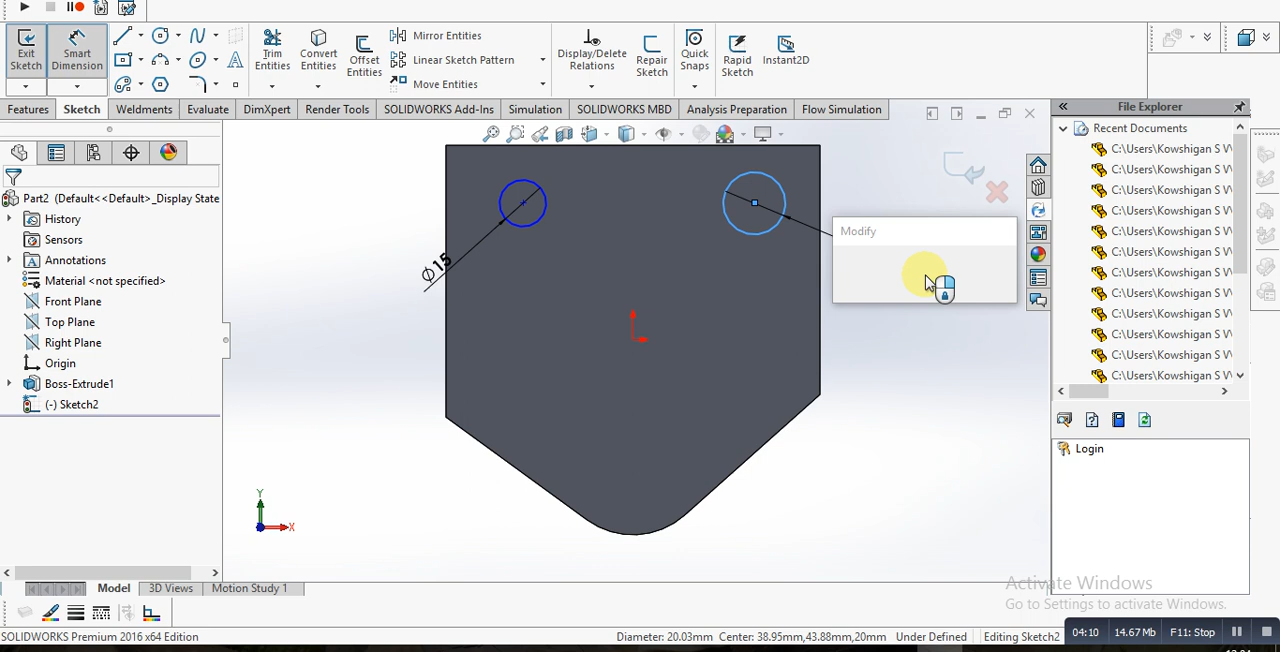 Exit Sketch
Smart Dimension
Trim Entities
Convert Entities
Offset Entities
Mirror Entities
Linear Sketch Pattern
Move Entities
Display/Delete Relations
Repair Sketch
Quick Snaps
Rapid Sketch
Instant2D
Features
Sketch
Weldments
Evaluate
DimXpert
Render Tools
SOLIDWORKS Add-Ins
Simulation
SOLIDWORKS MBD
Analysis Preparation
Flow Simulation
File Explorer
Part2 (Default<<Default>_Display State
History
Sensors
Annotations
Material <not specified>
Front Plane
Top Plane
Right Plane
Origin
Boss-Extrude1
(-) Sketch2
Φ15
Modify
Recent Documents
C:\Users\Kowshigan S V
C:\Users\Kowshigan S V
C:\Users\Kowshigan S V
C:\Users\Kowshigan S V
C:\Users\Kowshigan S V
C:\Users\Kowshigan S V
C:\Users\Kowshigan S V
C:\Users\Kowshigan S V
C:\Users\Kowshigan S V
C:\Users\Kowshigan S V
C:\Users\Kowshigan S V
C:\Users\Kowshigan S V
Login
Y
X
Model
3D Views
Motion Study 1
Activate Windows
Go to Settings to activate Windows.
SOLIDWORKS Premium 2016 x64 Edition
Diameter: 20.03mm Center: 38.95mm,43.88mm,20mm
Under Defined
Editing Sketch2
04:10
14.67Mb
F11: Stop